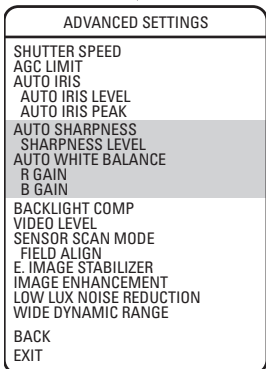 ADVANCED SETTINGS
SHUTTER SPEED
AGC LIMIT
AUTO IRIS
AUTO IRIS LEVEL
AUTO IRIS PEAK
AUTO SHARPNESS
SHARPNESS LEVEL
AUTO WHITE BALANCE
R GAIN
B GAIN
BACKLIGHT COMP
VIDEO LEVEL
SENSOR SCAN MODE
FIELD ALIGN
E. IMAGE STABILIZER
IMAGE ENHANCEMENT
LOW LUX NOISE REDUCTION
WIDE DYNAMIC RANGE
BACK
EXIT